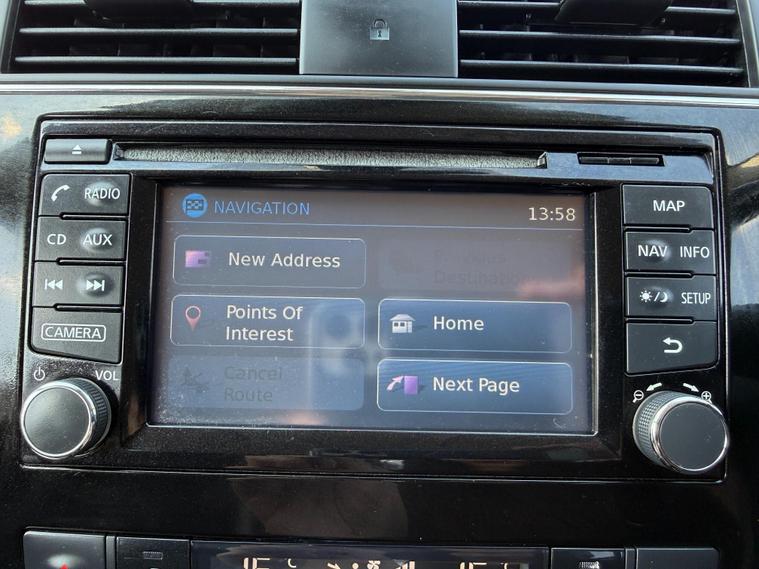 RADIO
CD AUX
CAMERA
VOL
NAVIGATION
13:58
New Address
Destination
Points Of
Interest
Home
Cancel
Route
Next Page
MAP
NAV INFO
SETUP